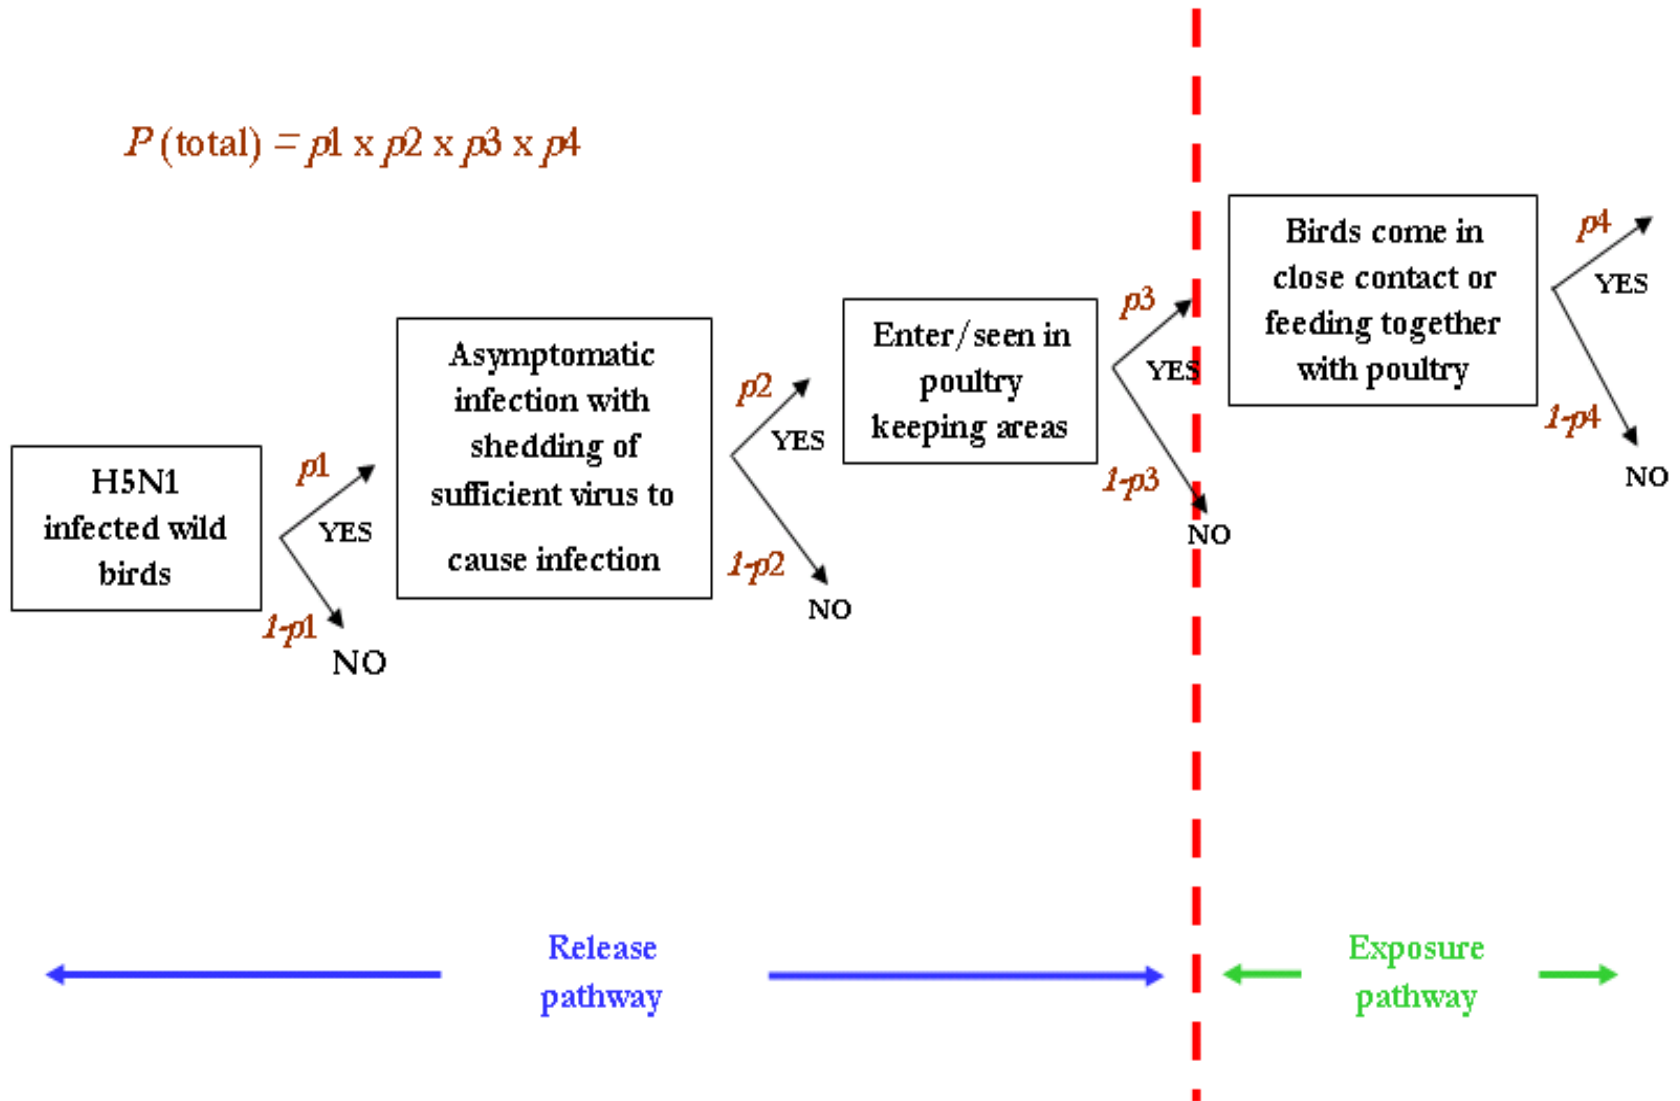 P (total) = p1 x p2 x p3 x p4
H5N1
infected wild
birds
p1
YES
1-p1
NO
Asymptomatic
infection with
shedding of
sufficient virus to
cause infection
p2
YES
1-p2
NO
Enter/seen in
poultry
keeping areas
p3
YES
1-p3
NO
Birds come in
close contact or
feeding together
with poultry
p4
YES
1-p4
NO
Release
pathway
Exposure
pathway